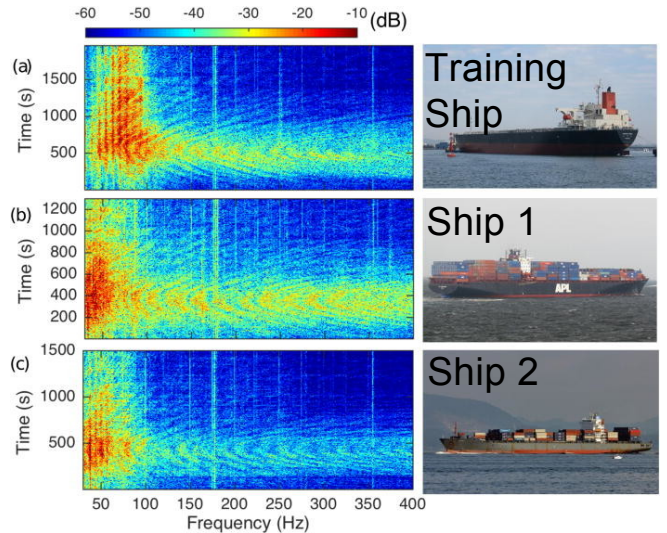 -60 -50 -40 -30 -20 -10 (dB)
(a)
Time (s)
1500
1000
500
Training
Ship
(b)
Time (s)
1200
1000
800
600
400
200
Ship 1
APL
(c)
Time (s)
1500
1000
500
Ship 2
50 100 150 200 250 300 350 400
Frequency (Hz)